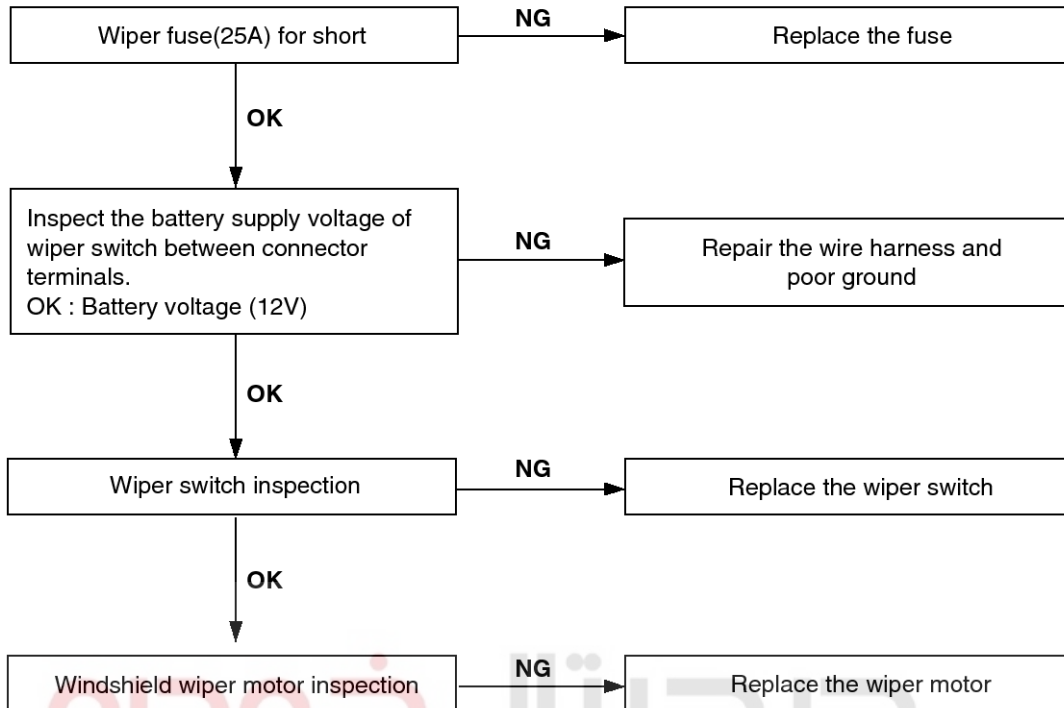 Wiper fuse(25A) for short
NG
Replace the fuse
OK
Inspect the battery supply voltage of
wiper switch between connector
terminals.
OK : Battery voltage (12V)
NG
Repair the wire harness and
poor ground
OK
Wiper switch inspection
NG
Replace the wiper switch
OK
Windshield wiper motor inspection
NG
Replace the wiper motor